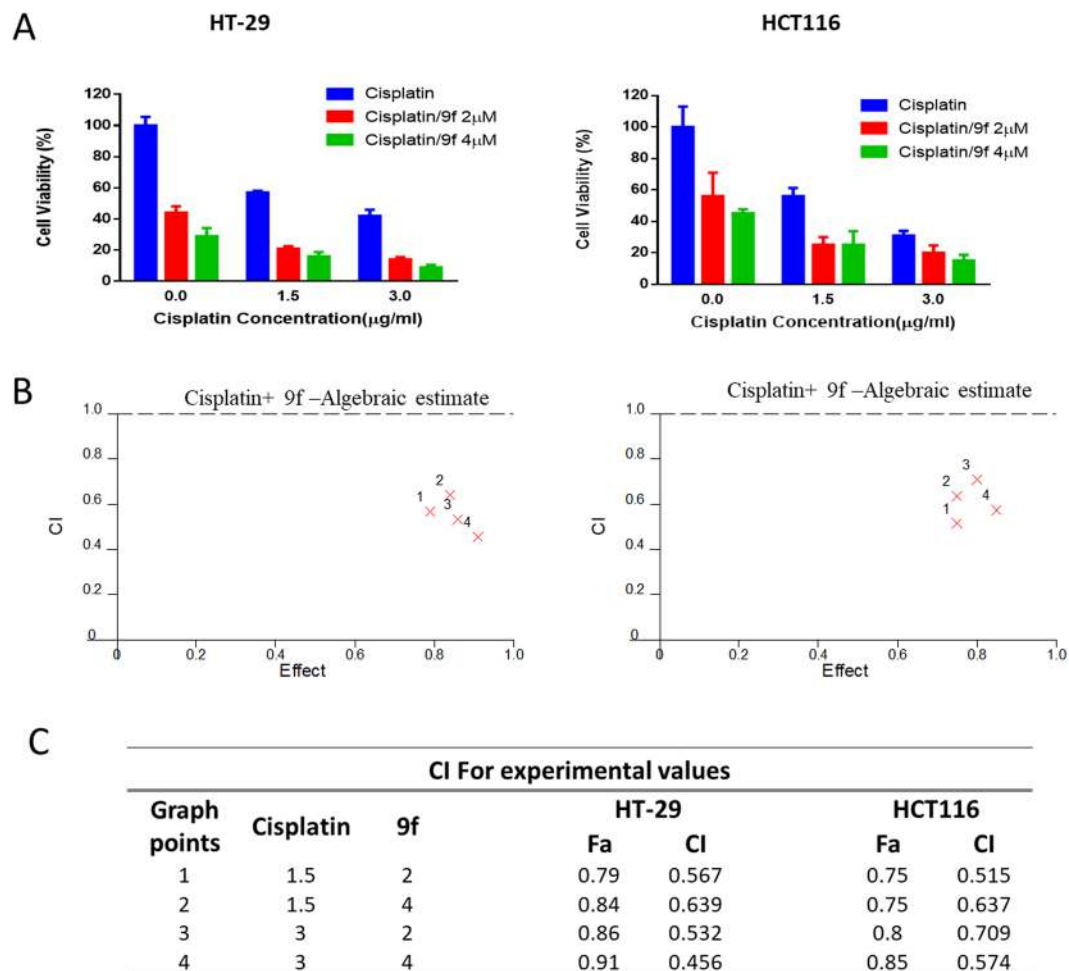 A
HT-29
HCT116
120
100
80
60
40
20
0
Cell Viability (%)
Cisplatin
Cisplatin/9f 2μM
Cisplatin/9f 4μM
0.0 1.5 3.0
Cisplatin Concentration(μg/ml)
120
100
80
60
40
20
0
Cell Viability (%)
Cisplatin
Cisplatin/9f 2μM
Cisplatin/9f 4μM
0.0 1.5 3.0
Cisplatin Concentration(μg/ml)
B
Cisplatin+ 9f –Algebraic estimate
1.0
0.8
0.6
0.4
0.2
0
CI
1
2
3
4
0 0.2 0.4 0.6 0.8 1.0
Effect
Cisplatin+ 9f –Algebraic estimate
1.0
0.8
0.6
0.4
0.2
0
CI
3
2
4
1
0 0.2 0.4 0.6 0.8 1.0
Effect
C
CI For experimental values
Graph points Cisplatin 9f HT-29 HCT116
Fa CI Fa CI
1 1.5 2 0.79 0.567 0.75 0.515
2 1.5 4 0.84 0.639 0.75 0.637
3 3 2 0.86 0.532 0.8 0.709
4 3 4 0.91 0.456 0.85 0.574